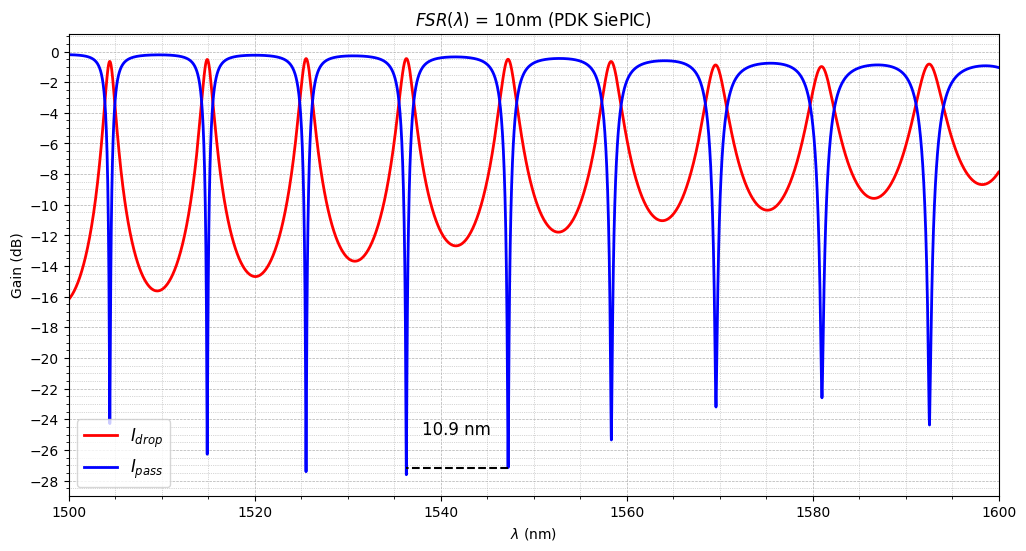 FSR(λ) = 10nm (PDK SiePIC)
Gain (dB)
0
−2
−4
−6
−8
−10
−12
−14
−16
−18
−20
−22
−24
−26
−28
10.9 nm
I_drop
I_pass
1500 1520 1540 1560 1580 1600
λ (nm)